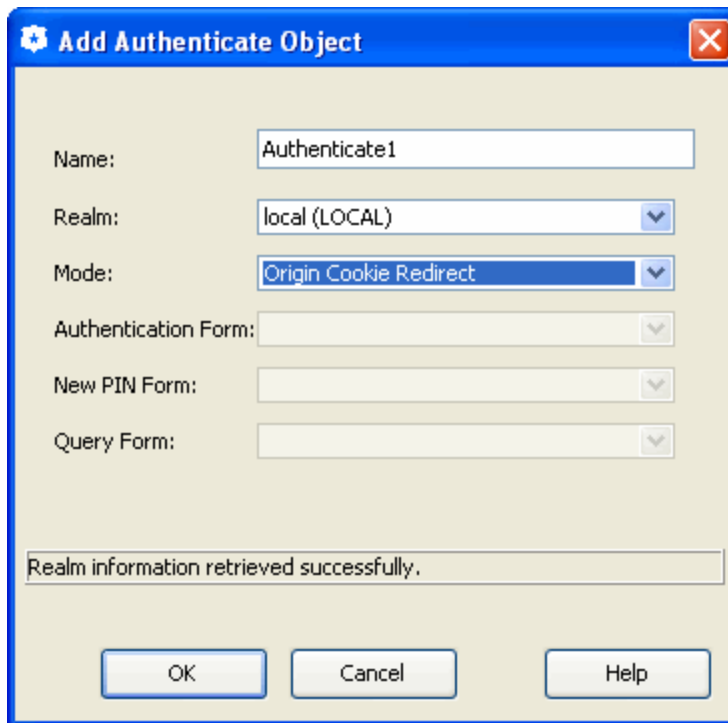 Add Authenticate Object
Name: Authenticate1
Realm: local (LOCAL)
Mode: Origin Cookie Redirect
Authentication Form:
New PIN Form:
Query Form:
Realm information retrieved successfully.
OK Cancel Help